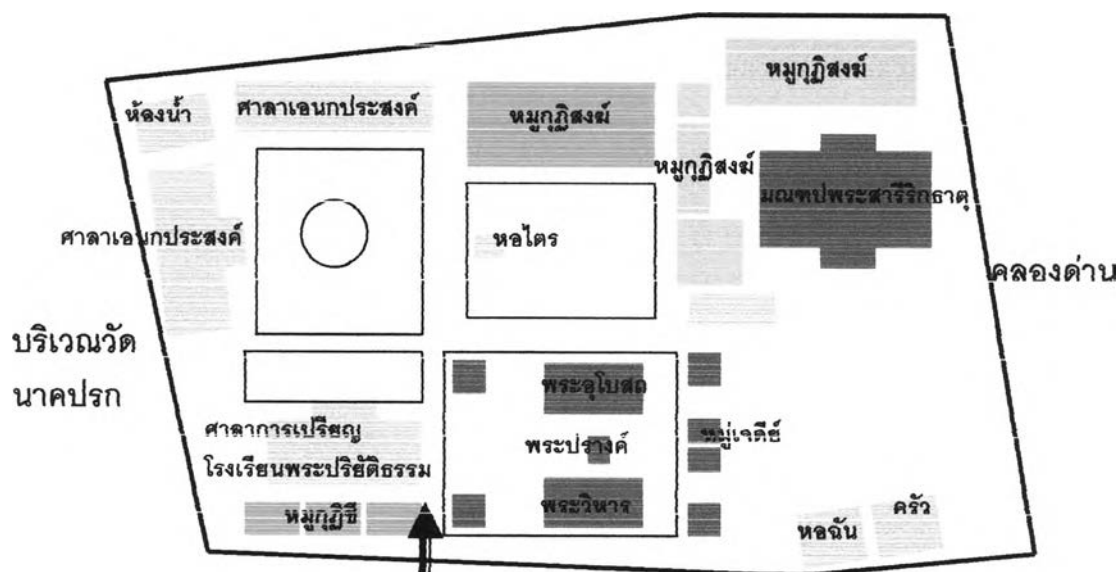 หมูกุฏิสงฆ์
ห้องน้ำ
ศาลาเอนกประสงค์
หมูกุฏิสงฆ์
หมูกุฏิสงฆ์
มณฑปพระสารีริกธาตุ
ศาลาเอนกประสงค์
หอไตร
คลองด่าน
บริเวณวัด
นาคปรก
พระอุโบสถ
ศาลาการเปรียญ
พระปรางค์
หมู่เจดีย์
โรงเรียนพระปริยัติธรรม
หมูกุฏิชี
พระวิหาร
หอฉัน
ครัว